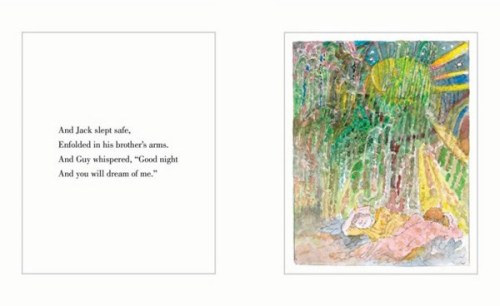 And Jack slept safe,
Enfolded in his brother's arms.
And Guy whispered, “Good night
And you will dream of me.”